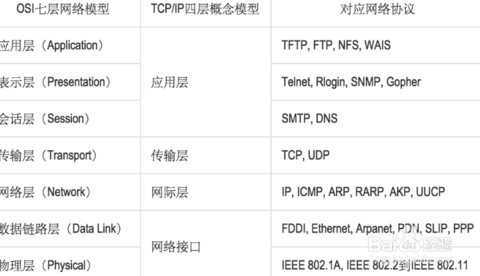 OSI七层网络模型 TCP/IP四层概念模型 对应网络协议
应用层（Application） TFTP, FTP, NFS, WAIS
表示层（Presentation） 应用层 Telnet, Rlogin, SNMP, Gopher
会话层（Session） SMTP, DNS
传输层（Transport） 传输层 TCP, UDP
网络层（Network） 网际层 IP, ICMP, ARP, RARP, AKP, UUCP
数据链路层（Data Link） 网络接口 FDDI, Ethernet, Arpanet, PDN, SLIP, PPP
物理层（Physical） IEEE 802.1A, IEEE 802.2到IEEE 802.11